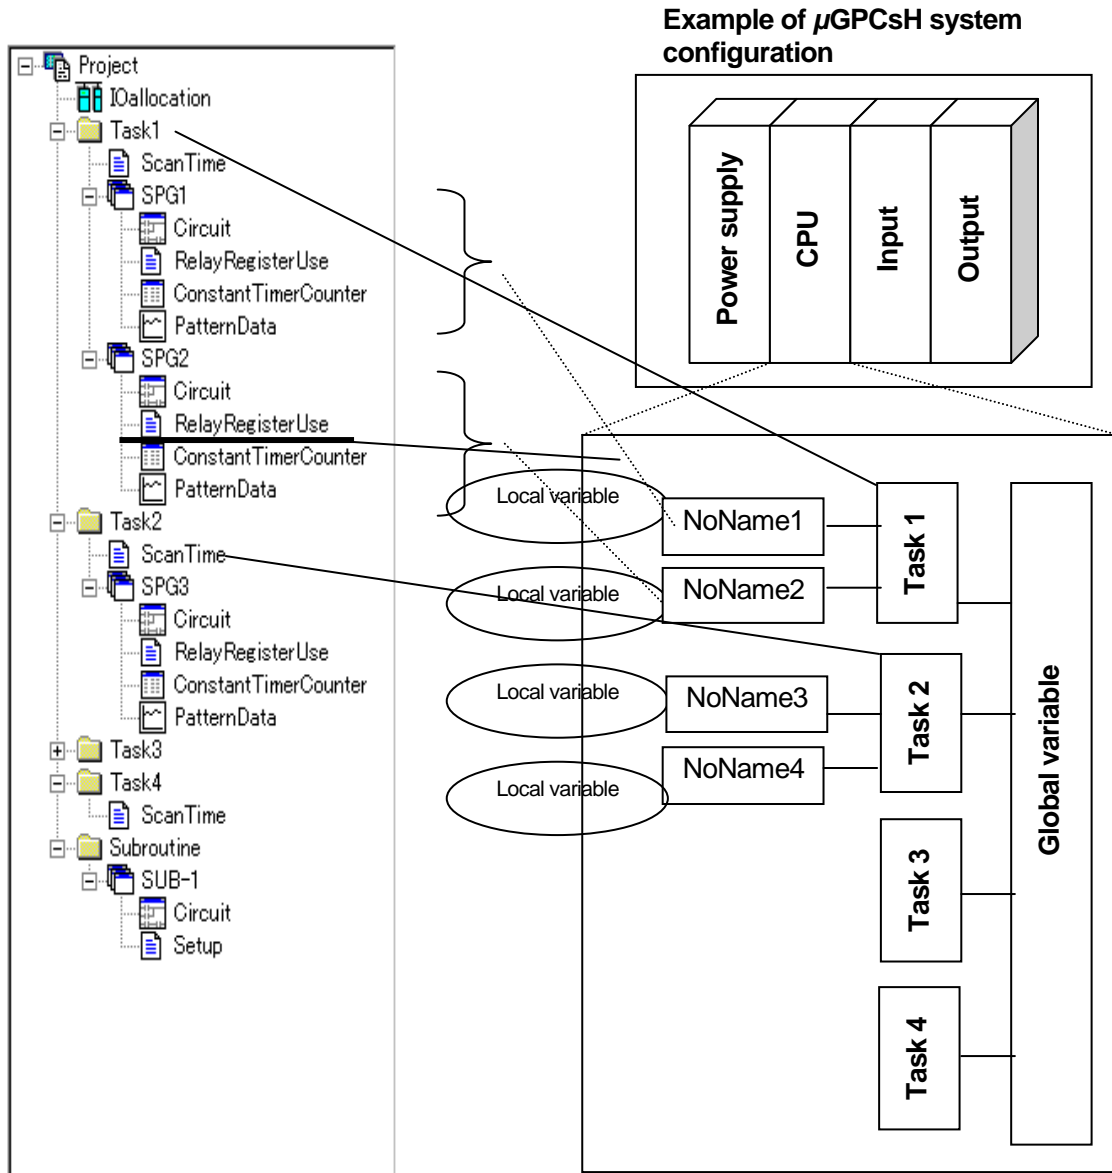 Example of µGPCsH system
configuration
Project
IOallocation
Task1
ScanTime
SPG1
Circuit
RelayRegisterUse
ConstantTimerCounter
PatternData
SPG2
Circuit
RelayRegisterUse
ConstantTimerCounter
PatternData
Task2
ScanTime
SPG3
Circuit
RelayRegisterUse
ConstantTimerCounter
PatternData
Task3
Task4
ScanTime
Subroutine
SUB-1
Circuit
Setup
Power supply
CPU
Input
Output
Local variable
NoName1
Local variable
NoName2
Local variable
NoName3
Local variable
NoName4
Task 1
Task 2
Task 3
Task 4
Global variable